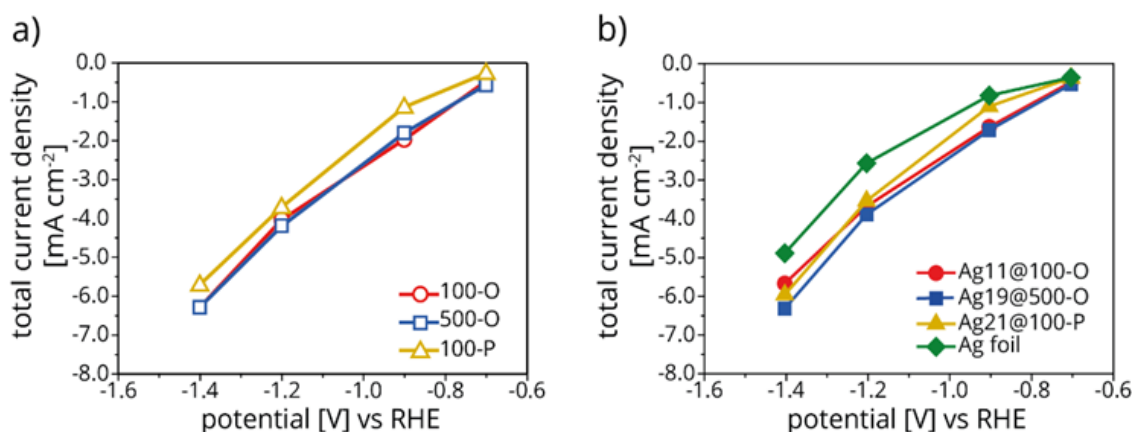 a)
total current density
[mA cm⁻²]
0.0
-1.0
-2.0
-3.0
-4.0
-5.0
-6.0
-7.0
-8.0
100-O
500-O
100-P
-1.6 -1.4 -1.2 -1.0 -0.8 -0.6
potential [V] vs RHE
b)
total current density
[mA cm⁻²]
0.0
-1.0
-2.0
-3.0
-4.0
-5.0
-6.0
-7.0
-8.0
Ag11@100-O
Ag19@500-O
Ag21@100-P
Ag foil
-1.6 -1.4 -1.2 -1.0 -0.8 -0.6
potential [V] vs RHE